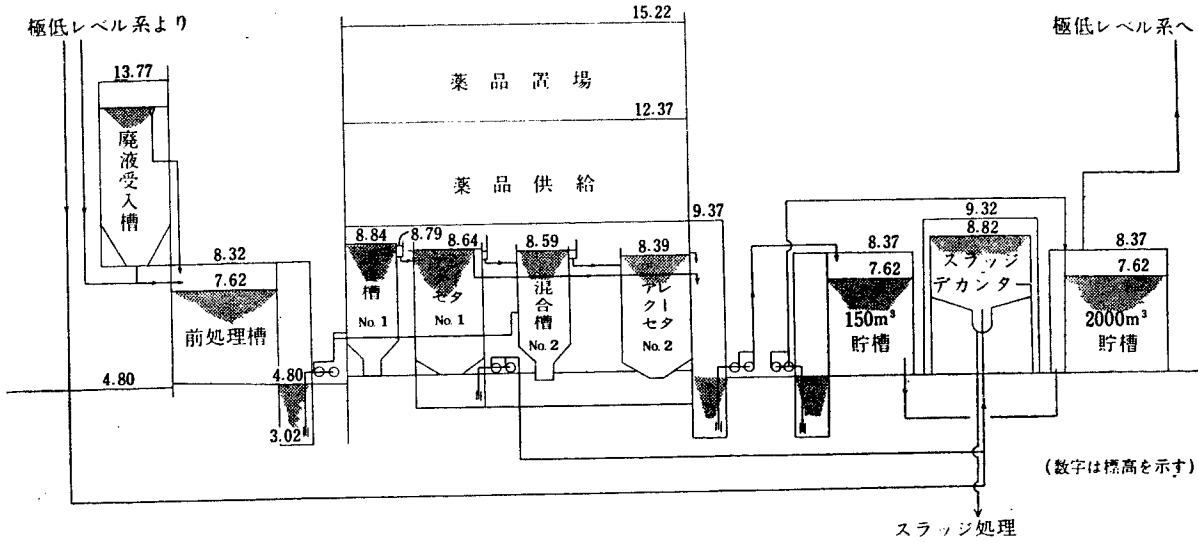 極低レベル系より
13.77
廃液受入槽
8.32
7.62
前処理槽
4.80
4.80
3.02
15.22
薬品置場
12.37
薬品供給
9.37
8.84
8.79
槽
No. 1
8.64
セタ
No. 1
8.59
混合槽
No. 2
8.39
アレ
クー
セタ
No. 2
極低レベル系へ
8.37
7.62
150m³
貯槽
9.32
8.82
スラッジ
デカンター
8.37
7.62
2000m³
貯槽
(数字は標高を示す)
スラッジ処理